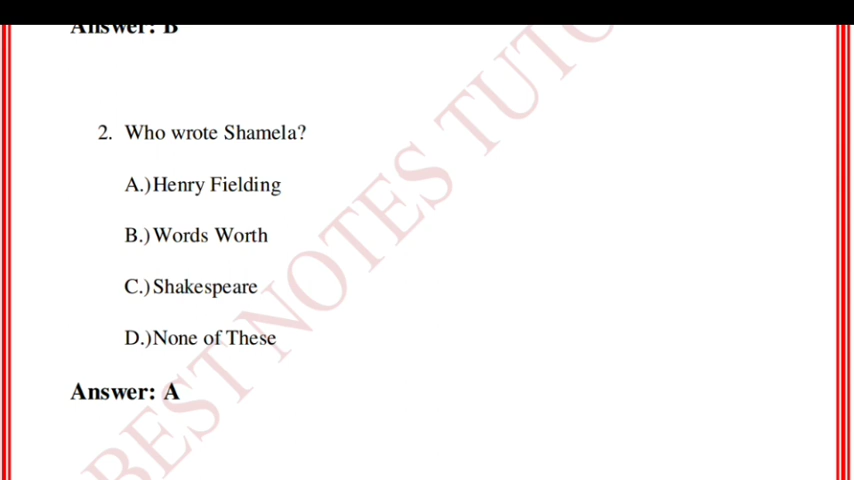 Answer: B
2. Who wrote Shamela?
A.)Henry Fielding
B.)Words Worth
C.)Shakespeare
D.)None of These
Answer: A
BEST NOTES TUTO